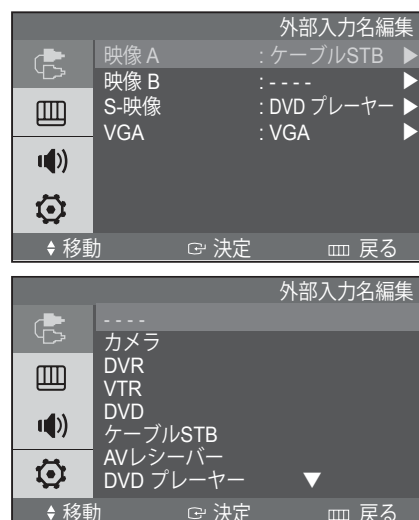 外部入力名編集
映像 A : ケーブルSTB ▶
映像 B : - - - - ▶
S-映像 : DVD プレーヤー ▶
VGA : VGA ▶
移動 決定 戻る
外部入力名編集
- - - -
カメラ
DVR
VTR
DVD
ケーブルSTB
AVレシーバー
DVD プレーヤー ▼
移動 決定 戻る